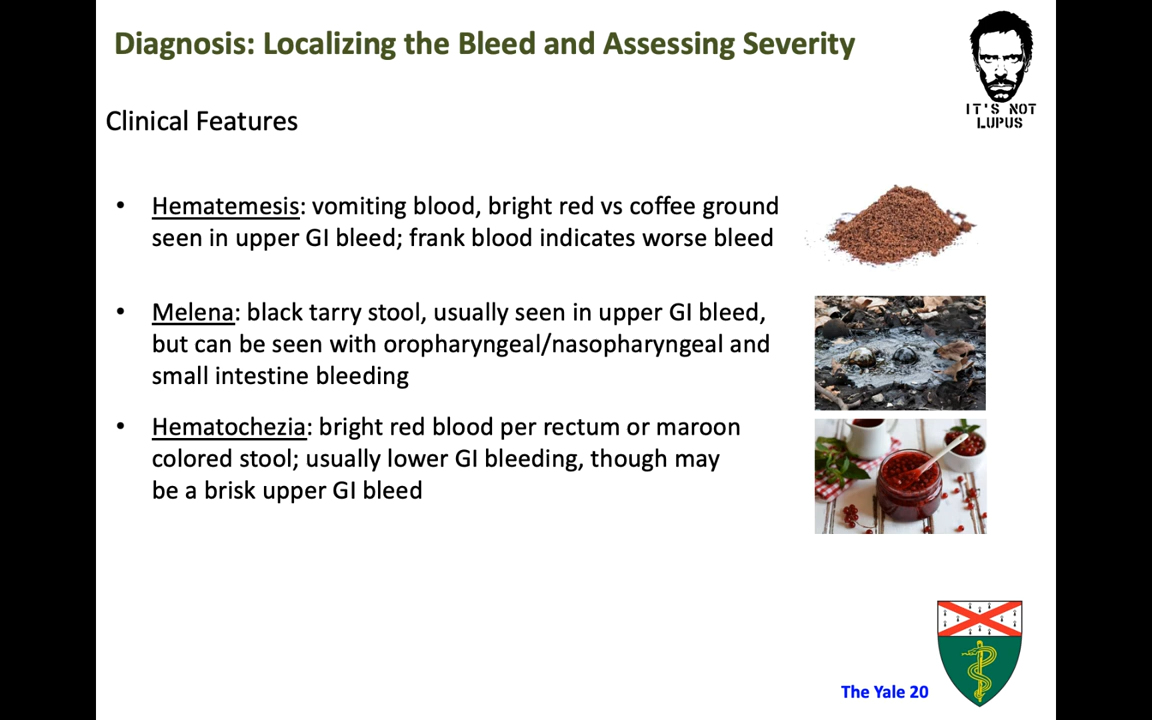 Diagnosis: Localizing the Bleed and Assessing Severity
IT'S NOT
LUPUS
Clinical Features
• Hematemesis: vomiting blood, bright red vs coffee ground
seen in upper GI bleed; frank blood indicates worse bleed
• Melena: black tarry stool, usually seen in upper GI bleed,
but can be seen with oropharyngeal/nasopharyngeal and
small intestine bleeding
• Hematochezia: bright red blood per rectum or maroon
colored stool; usually lower GI bleeding, though may
be a brisk upper GI bleed
The Yale 20